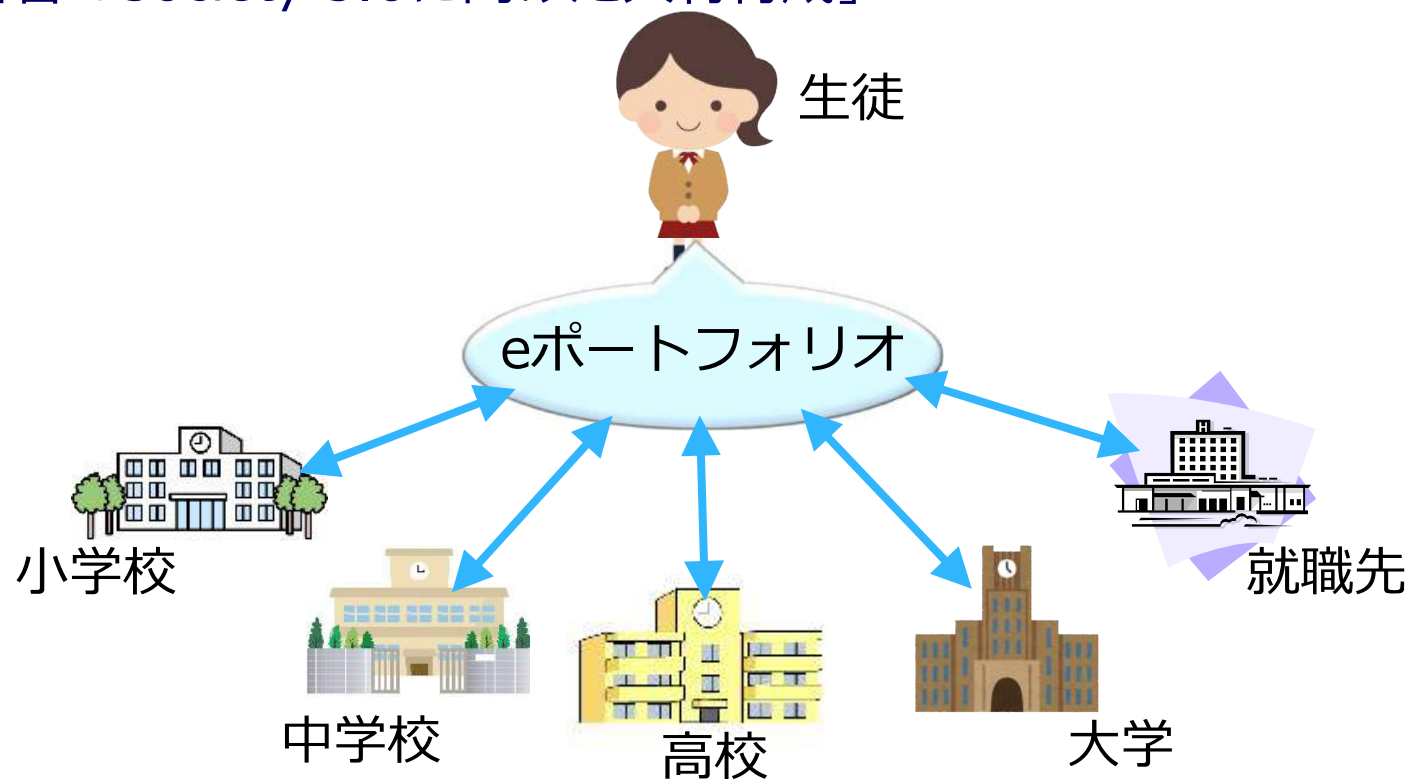 生徒
eポートフォリオ
小学校
中学校
高校
大学
就職先